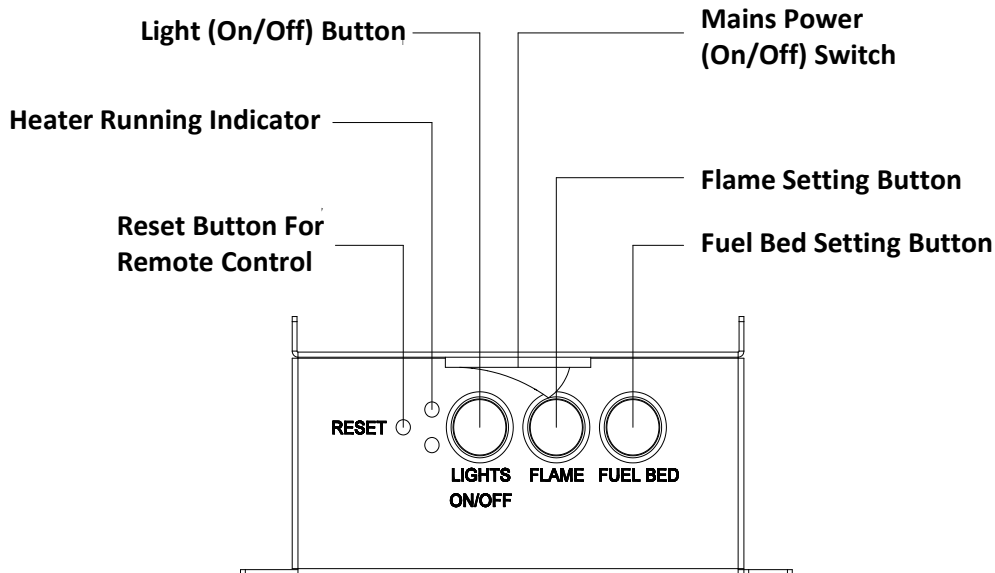 Light (On/Off) Button
Mains Power
(On/Off) Switch
Heater Running Indicator
Flame Setting Button
Reset Button For
Remote Control
Fuel Bed Setting Button
RESET
LIGHTS
ON/OFF
FLAME
FUEL BED